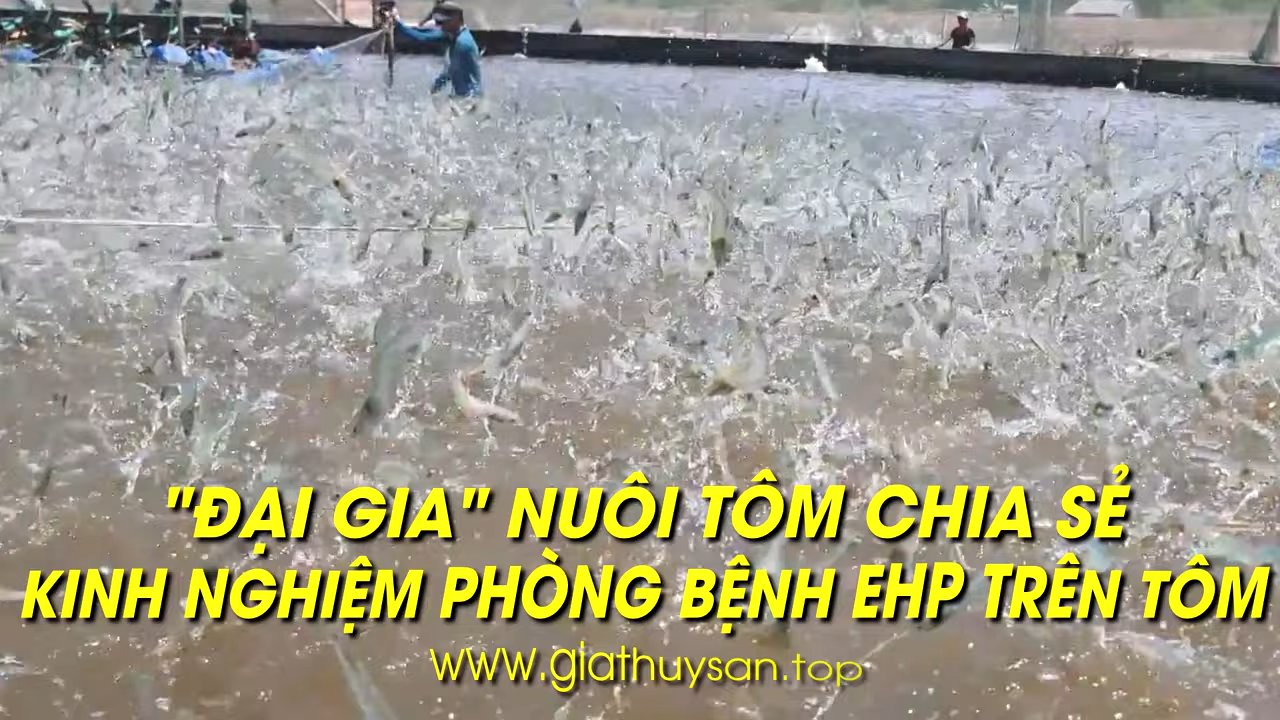 "ĐẠI GIA" NUÔI TÔM CHIA SẺ
KINH NGHIỆM PHÒNG BỆNH EHP TRÊN TÔM
www.giathuysan.top